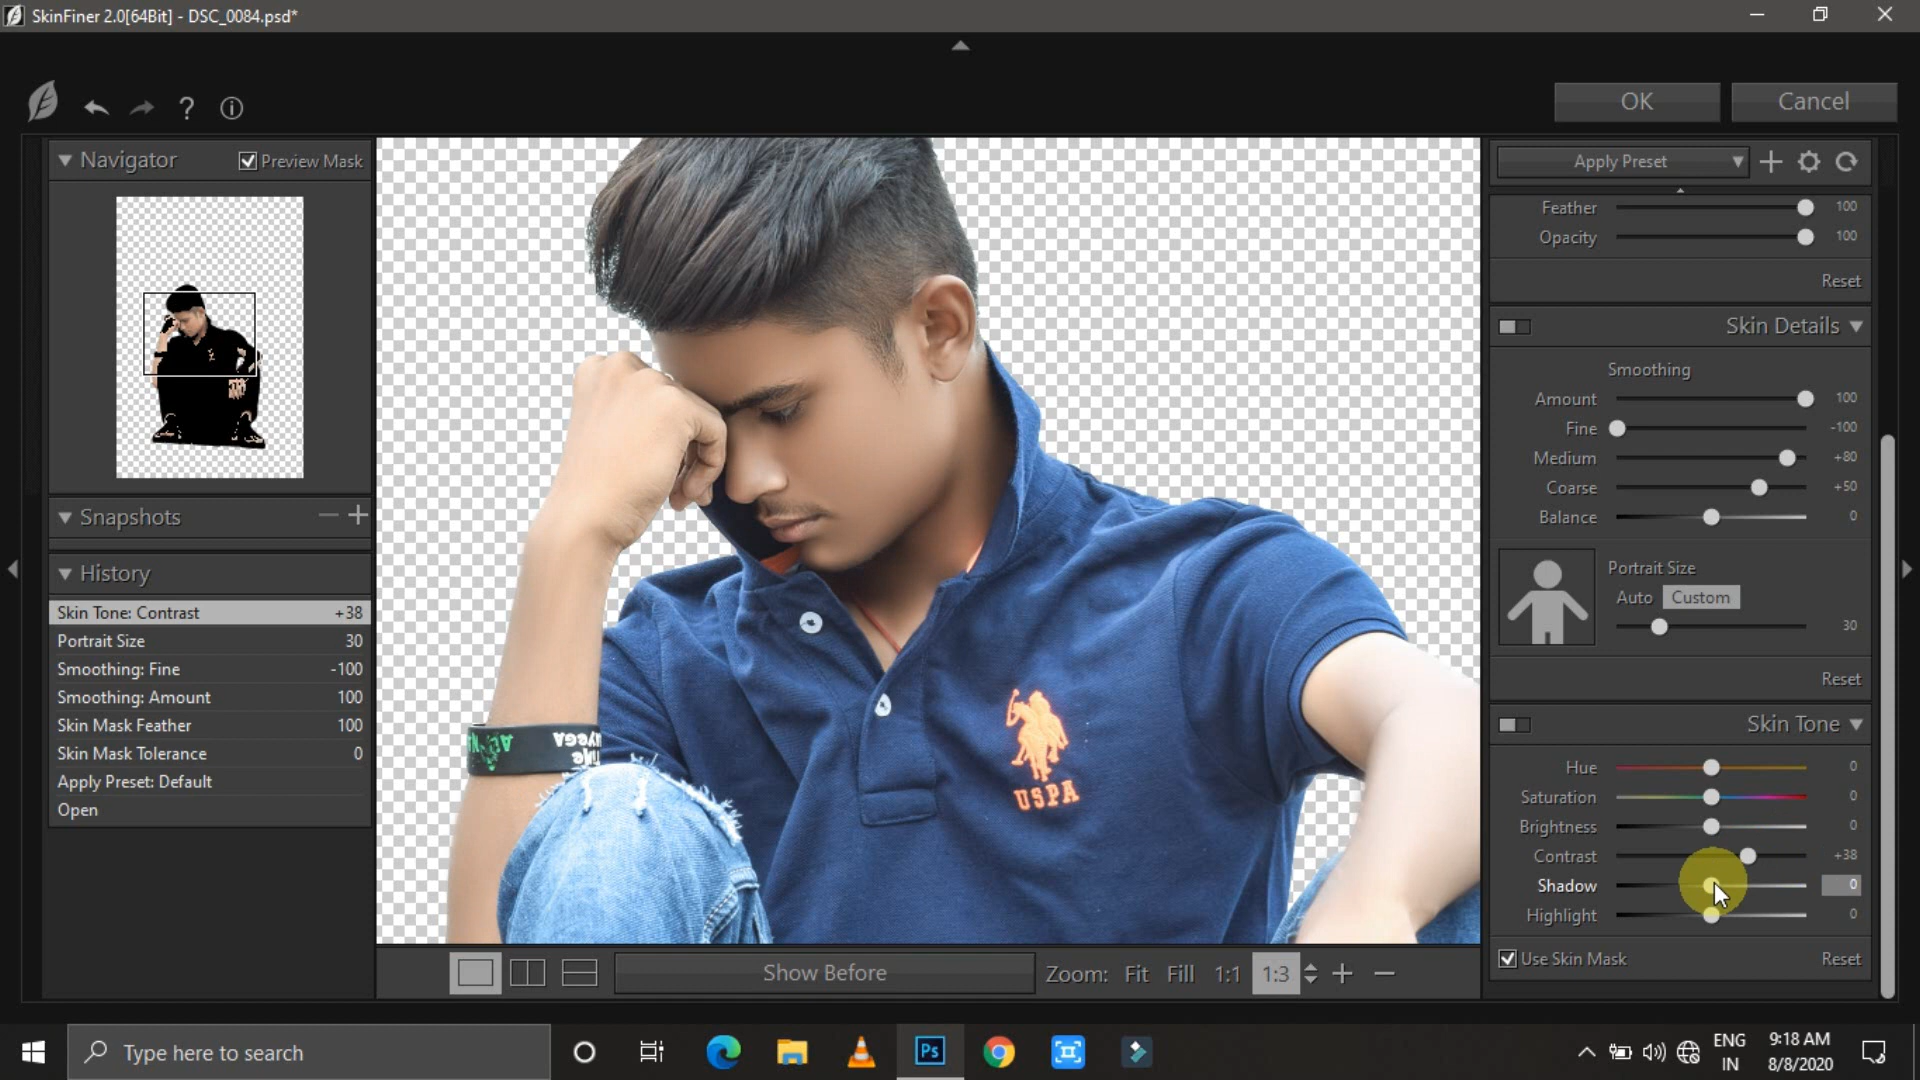 SkinFiner 2.0[64Bit] - DSC_0084.psd*
OK
Cancel
Navigator
Preview Mask
Snapshots
History
Skin Tone: Contrast +38
Portrait Size 30
Smoothing: Fine -100
Smoothing: Amount 100
Skin Mask Feather 100
Skin Mask Tolerance 0
Apply Preset: Default
Open
USPA
Show Before
Zoom: Fit Fill 1:1 1:3
Apply Preset
Feather 100
Opacity 100
Reset
Skin Details
Smoothing
Amount 100
Fine -100
Medium +80
Coarse +50
Balance 0
Portrait Size
Auto Custom
30
Reset
Skin Tone
Hue 0
Saturation 0
Brightness 0
Contrast +38
Shadow 0
Highlight 0
Use Skin Mask Reset
Type here to search
Ps
ENG
IN
9:18 AM
8/8/2020